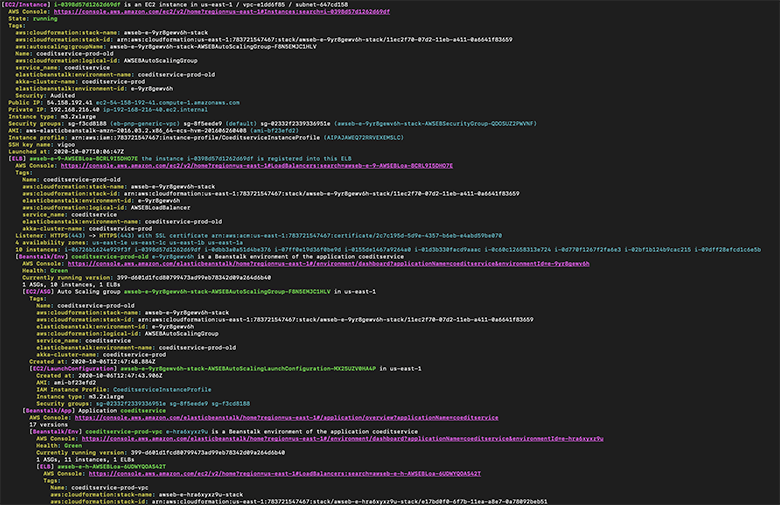 [EC2/Instance] i-0398d57d1262d69df is an EC2 instance in us-east-1 / vpc-e1dd6f85 / subnet-647cd158
AWS Console: https://console.aws.amazon.com/ec2/v2/home?region=us-east-1#Instances:search=i-0398d57d1262d69df
State: running
Tags:
aws:cloudformation:stack-name: awseb-e-9yr8gewv6h-stack
aws:cloudformation:stack-id: arn:aws:cloudformation:us-east-1:783721547467:stack/awseb-e-9yr8gewv6h-stack/11ec2f70-07d2-11eb-a411-0a6641f83659
aws:autoscaling:groupName: awseb-e-9yr8gewv6h-stack-AWSEBAutoScalingGroup-F8N5EMJC1HLV
Name: coeditservice-prod-old
aws:cloudformation:logical-id: AWSEBAutoScalingGroup
service_name: coeditservice
elasticbeanstalk:environment-name: coeditservice-prod-old
akka-cluster-name: coeditservice-prod
elasticbeanstalk:environment-id: e-9yr8gewv6h
Security: Audited
Public IP: 54.158.192.41 ec2-54-158-192-41.compute-1.amazonaws.com
Private IP: 192.168.216.40 ip-192-168-216-40.ec2.internal
Security groups: sg-f3cd8188 (eb-pnp-generic-vpc) sg-8f5eede9 (default) sg-02332f2339336951e (awseb-e-9yr8gewv6h-stack-AWSEBSecurityGroup-QDOSUZ2PWVNF)
AMI: aws-elasticbeanstalk-amzn-2016.03.2.x86_64-ecs-hvm-201606260408 (ami-bf23efd2)
Instance profile: arn:aws:iam::783721547467:instance-profile/CoeditserviceInstanceProfile (AIPAJAWEQ72RRVEXEMSLC)
Instance type: m3.2xlarge
SSH key name: vigoo
Launched at: 2020-10-07T10:06:47Z
[ELB] awseb-e-9-AWSEBLoa-BCRL9I5DHO7E the instance i-0398d57d1262d69df is registered into this ELB
AWS Console: https://console.aws.amazon.com/ec2/v2/home?region=us-east-1#LoadBalancers:search=awseb-e-9-AWSEBLoa-BCRL9I5DHO7E
Tags:
Name: coeditservice-prod-old
aws:cloudformation:stack-name: awseb-e-9yr8gewv6h-stack
aws:cloudformation:stack-id: arn:aws:cloudformation:us-east-1:783721547467:stack/awseb-e-9yr8gewv6h-stack/11ec2f70-07d2-11eb-a411-0a6641f83659
elasticbeanstalk:environment-id: e-9yr8gewv6h
aws:cloudformation:logical-id: AWSEBLoadBalancer
service_name: coeditservice
elasticbeanstalk:environment-name: coeditservice-prod-old
akka-cluster-name: coeditservice-prod
Listener: HTTPS(443) -> HTTPS(443) with SSL certificate arn:aws:acm:us-east-1:783721547467:certificate/2c7c195d-5d9e-4357-b6eb-e4abd59be070
4 availability zones: us-east-1e us-east-1c us-east-1b us-east-1a
10 instances: i-06726b1624e929f1f i-0398d57d1262d69df i-0dbb3a0a51d4be376 i-07ff0e19d36f0be9d i-0155de1467a9264e8 i-01d3b330facd9aaac i-0c60c12658313e724 i-0d770f1267f2fa6e3 i-02bf1b124b9cac215 i-09dff28efcd1c6e5b
[Beanstalk/Env] coeditservice-prod-old e-9yr8gewv6h is a Beanstalk environment of the application coeditservice
AWS Console: https://console.aws.amazon.com/elasticbeanstalk/home?region=us-east-1#/environment/dashboard?applicationName=coeditservice&environmentId=e-9yr8gewv6h
Health: Green
Currently running version: 399-d601d1fcd80799473ad99eb78342d09a264d6b40
1 ASGs, 10 instances, 1 ELBs
[EC2/ASG] Auto Scaling group awseb-e-9yr8gewv6h-stack-AWSEBAutoScalingGroup-F8N5EMJC1HLV in us-east-1
Tags:
Name: coeditservice-prod-old
aws:cloudformation:stack-id: arn:aws:cloudformation:us-east-1:783721547467:stack/awseb-e-9yr8gewv6h-stack/11ec2f70-07d2-11eb-a411-0a6641f83659
aws:cloudformation:stack-name: awseb-e-9yr8gewv6h-stack
elasticbeanstalk:environment-id: e-9yr8gewv6h
aws:cloudformation:logical-id: AWSEBAutoScalingGroup
service_name: coeditservice
elasticbeanstalk:environment-name: coeditservice-prod-old
akka-cluster-name: coeditservice-prod
Created at: 2020-10-06T12:47:48.884Z
[EC2/LaunchConfiguration] awseb-e-9yr8gewv6h-stack-AWSEBAutoScalingLaunchConfiguration-MX25UZV0HA4P in us-east-1
Created at: 2020-10-06T12:47:43.906Z
AMI: ami-bf23efd2
IAM Instance Profile: CoeditserviceInstanceProfile
Instance type: m3.2xlarge
Security groups: sg-02332f2339336951e sg-8f5eede9 sg-f3cd8188
[Beanstalk/App] Application coeditservice
AWS Console: https://console.aws.amazon.com/elasticbeanstalk/home?region=us-east-1#/application/overview?applicationName=coeditservice
17 versions
[Beanstalk/Env] coeditservice-prod-vpc e-hra6xyxz9u is a Beanstalk environment of the application coeditservice
AWS Console: https://console.aws.amazon.com/elasticbeanstalk/home?region=us-east-1#/environment/dashboard?applicationName=coeditservice&environmentId=e-hra6xyxz9u
Health: Green
Currently running version: 399-d601d1fcd80799473ad99eb78342d09a264d6b40
1 ASGs, 11 instances, 1 ELBs
[ELB] awseb-e-h-AWSEBLoa-6UDWYQOAS42T
AWS Console: https://console.aws.amazon.com/ec2/v2/home?region=us-east-1#LoadBalancers:search=awseb-e-h-AWSEBLoa-6UDWYQOAS42T
Tags:
Name: coeditservice-prod-vpc
aws:cloudformation:stack-name: awseb-e-hra6xyxz9u-stack
aws:cloudformation:stack-id: arn:aws:cloudformation:us-east-1:783721547467:stack/awseb-e-hra6xyxz9u-stack/e17bd0f0-6f7b-11ea-a8e7-0a78092beb51